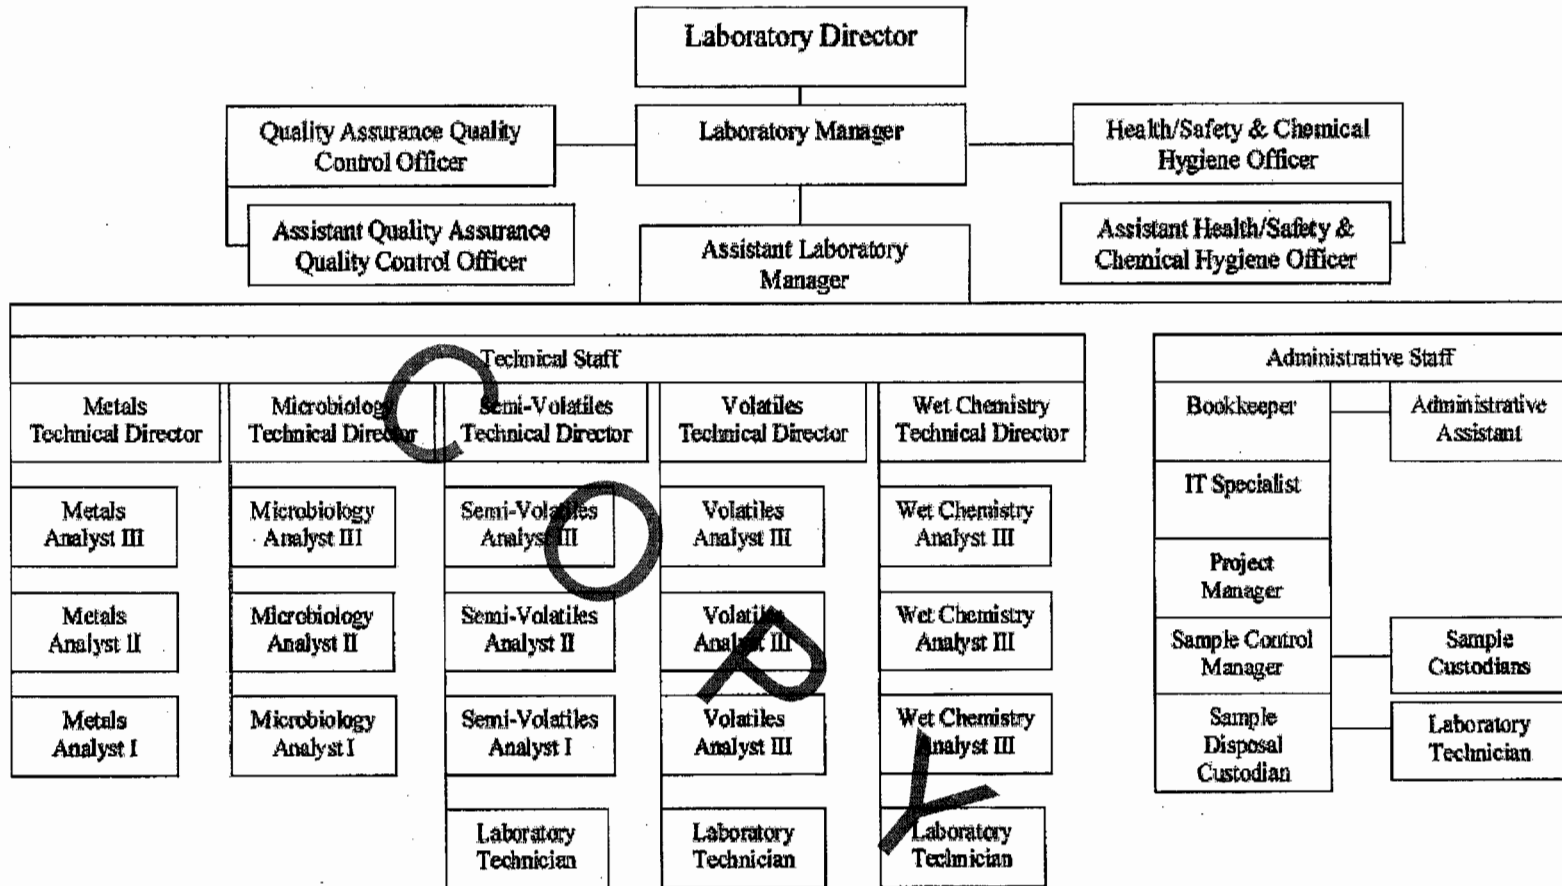 Laboratory Director
Quality Assurance Quality
Control Officer
Laboratory Manager
Health/Safety & Chemical
Hygiene Officer
Assistant Quality Assurance
Quality Control Officer
Assistant Laboratory
Manager
Assistant Health/Safety &
Chemical Hygiene Officer
Technical Staff
Administrative Staff
Metals
Technical Director
Microbiology
Technical Director
Semi-Volatiles
Technical Director
Volatiles
Technical Director
Wet Chemistry
Technical Director
Bookkeeper
Administrative
Assistant
Metals
Analyst III
Microbiology
Analyst III
Semi-Volatiles
Analyst III
Volatiles
Analyst III
Wet Chemistry
Analyst III
IT Specialist
Project
Manager
Metals
Analyst II
Microbiology
Analyst II
Semi-Volatiles
Analyst II
Volatiles
Analyst III
Wet Chemistry
Analyst III
Sample Control
Manager
Sample
Custodians
Metals
Analyst I
Microbiology
Analyst I
Semi-Volatiles
Analyst I
Volatiles
Analyst III
Wet Chemistry
Analyst III
Sample
Disposal
Custodian
Laboratory
Technician
Laboratory
Technician
Laboratory
Technician
Laboratory
Technician
COPY